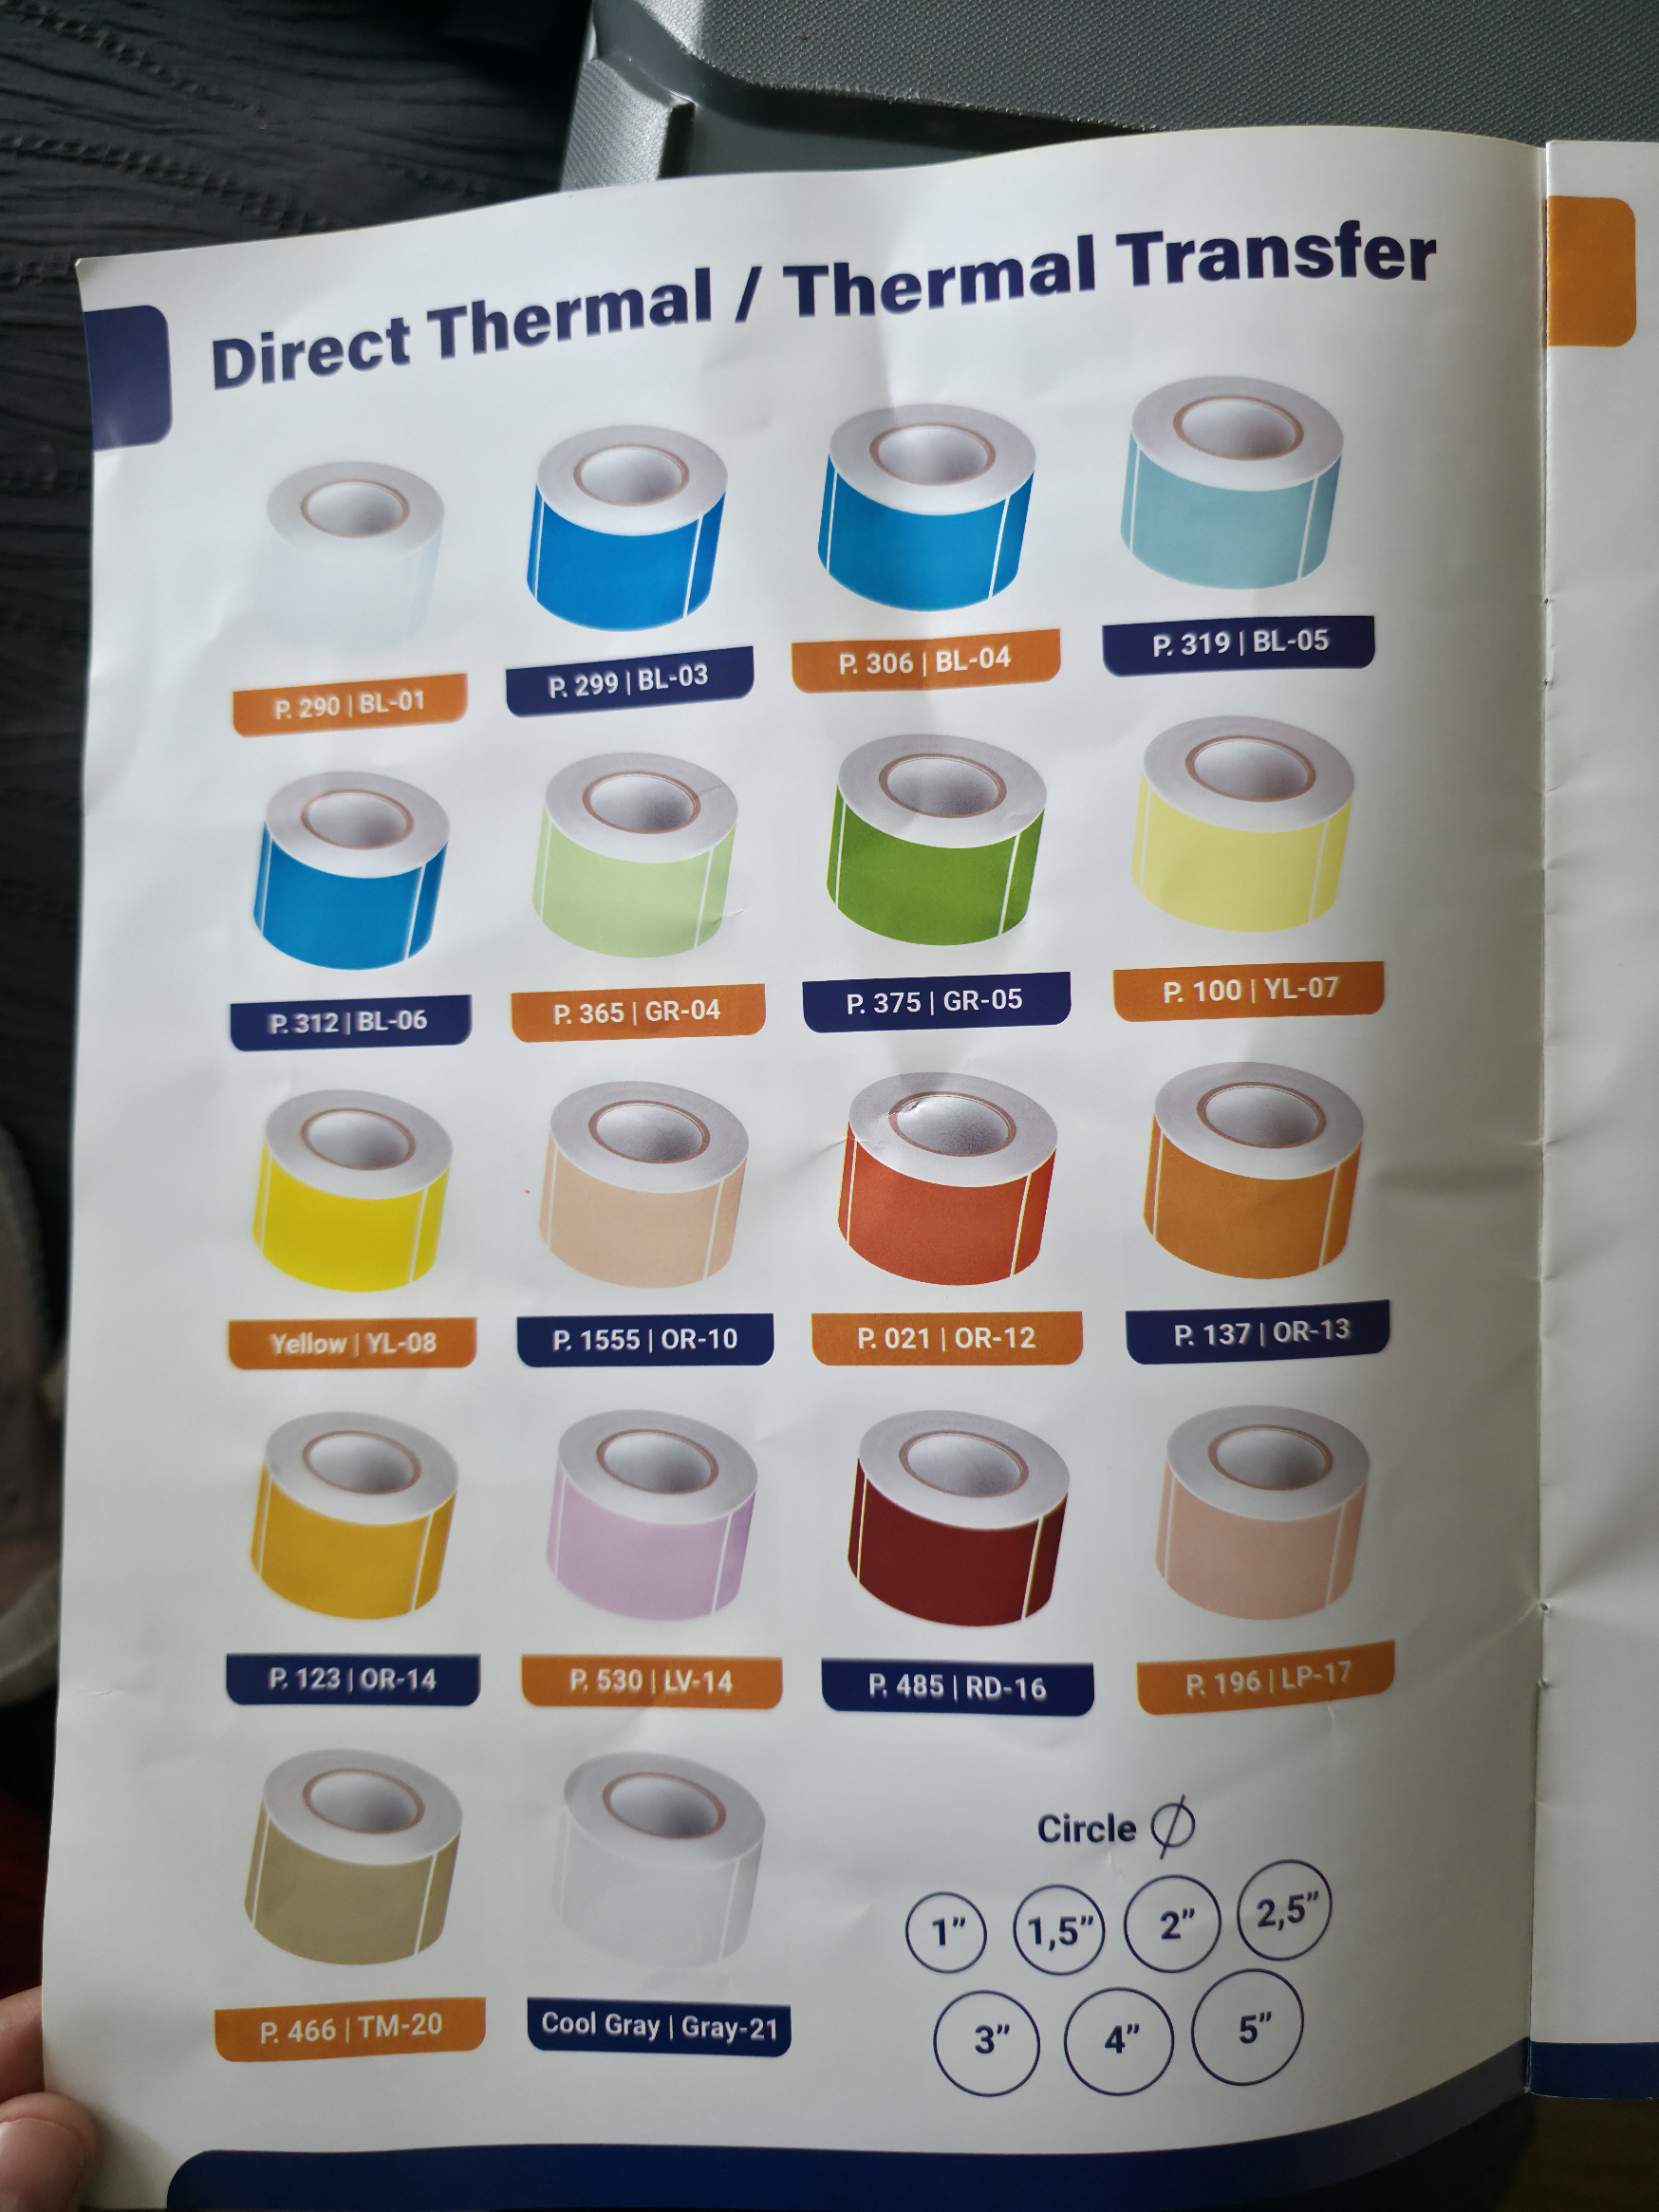 Direct Thermal / Thermal Transfer
P. 290 | BL-01
P. 299 | BL-03
P. 306 | BL-04
P. 319 | BL-05
P. 312 | BL-06
P. 365 | GR-04
P. 375 | GR-05
P. 100 | YL-07
Yellow | YL-08
P. 1555 | OR-10
P. 021 | OR-12
P. 137 | OR-13
P. 123 | OR-14
P. 530 | LV-14
P. 485 | RD-16
P. 196 | LP-17
P. 466 | TM-20
Cool Gray | Gray-21
Circle Ø
1”
1,5”
2”
2,5”
3”
4”
5”